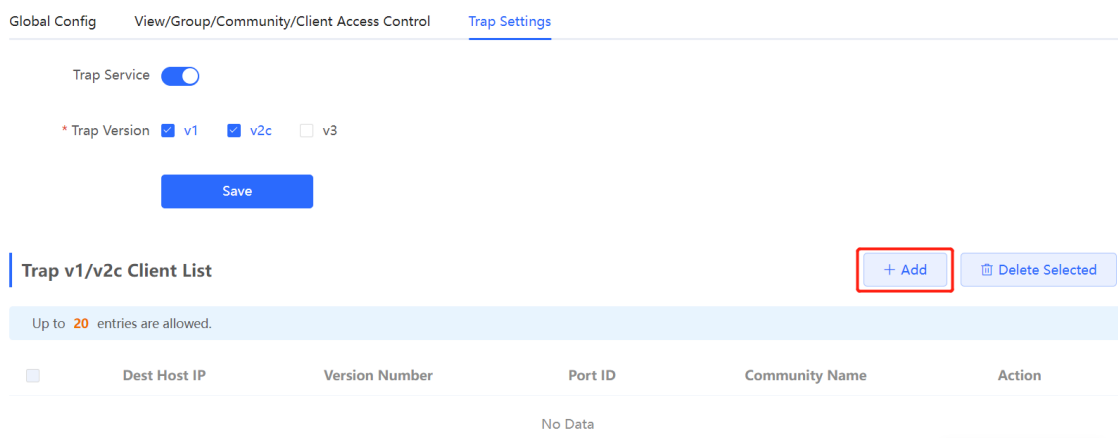 Global Config View/Group/Community/Client Access Control Trap Settings
Trap Service
* Trap Version v1 v2c v3
Save
Trap v1/v2c Client List + Add Delete Selected
Up to 20 entries are allowed.
Dest Host IP Version Number Port ID Community Name Action
No Data